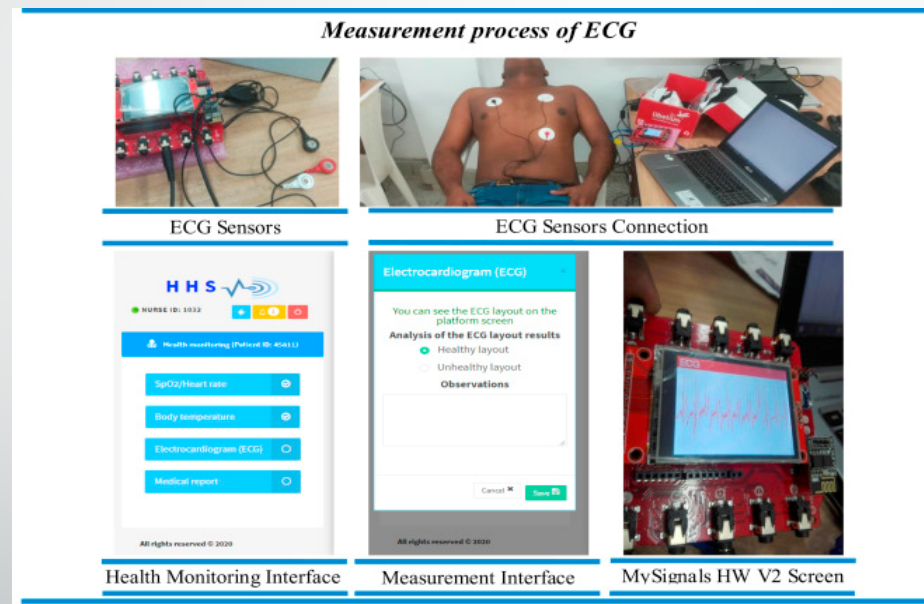 Measurement process of ECG
ECG Sensors
ECG Sensors Connection
HHS
NURSE ID: 1032
Health monitoring (Patient ID: 45611)
SpO2/Heart rate
Body temperature
Electrocardiogram (ECG)
Medical report
All rights reserved © 2020
Health Monitoring Interface
Electrocardiogram (ECG)
You can see the ECG layout on the
platform screen
Analysis of the ECG layout results
Healthy layout
Unhealthy layout
Observations
Cancel
Save
All rights reserved © 2020
Measurement Interface
ECG
MySignals HW V2 Screen